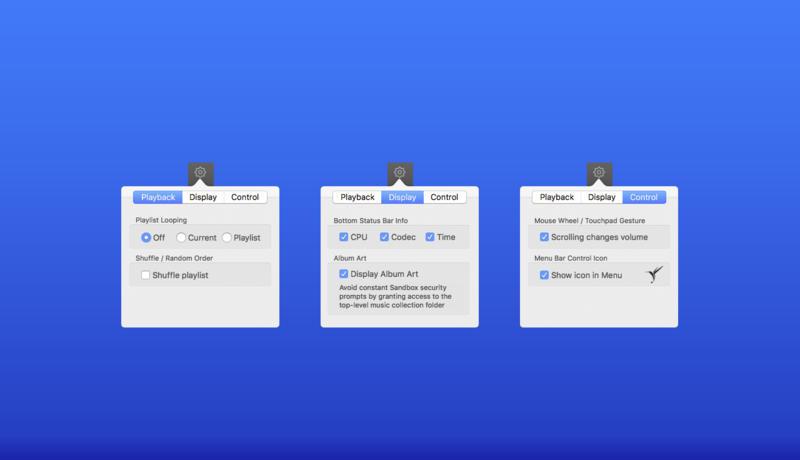 Playback Display Control
Playlist Looping
Off Current Playlist
Shuffle / Random Order
Shuffle playlist
Playback Display Control
Bottom Status Bar Info
CPU Codec Time
Album Art
Display Album Art
Avoid constant Sandbox security
prompts by granting access to the
top-level music collection folder
Playback Display Control
Mouse Wheel / Touchpad Gesture
Scrolling changes volume
Menu Bar Control Icon
Show icon in Menu